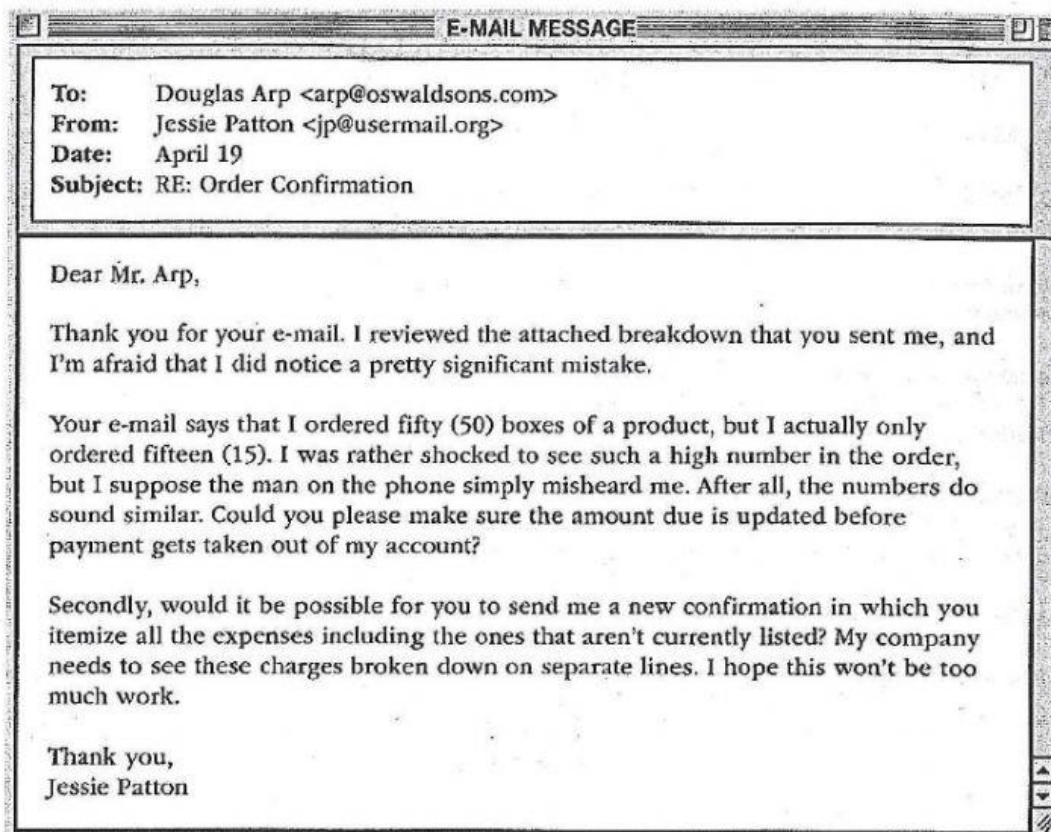 E-MAIL MESSAGE
To: Douglas Arp <arp@oswaldsons.com>
From: Jessie Patton <jp@usermail.org>
Date: April 19
Subject: RE: Order Confirmation
Dear Mr. Arp,
Thank you for your e-mail. I reviewed the attached breakdown that you sent me, and
I'm afraid that I did notice a pretty significant mistake.
Your e-mail says that I ordered fifty (50) boxes of a product, but I actually only
ordered fifteen (15). I was rather shocked to see such a high number in the order,
but I suppose the man on the phone simply misheard me. After all, the numbers do
sound similar. Could you please make sure the amount due is updated before
payment gets taken out of my account?
Secondly, would it be possible for you to send me a new confirmation in which you
itemize all the expenses including the ones that aren't currently listed? My company
needs to see these charges broken down on separate lines. I hope this won't be too
much work.
Thank you,
Jessie Patton